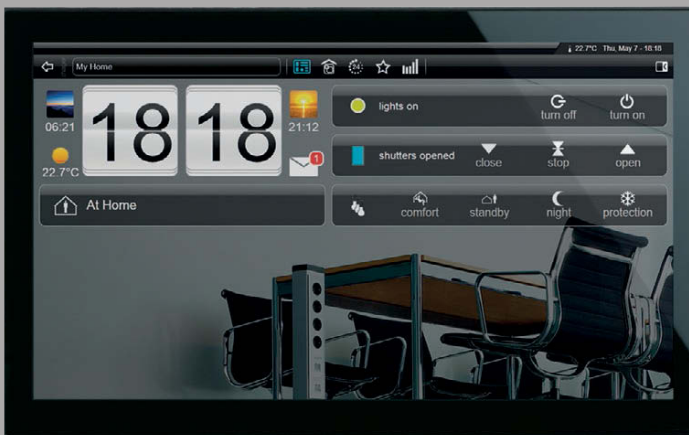 22.7°C Thu, May 7 - 18:18
My Home
24
06:21
18 18
21:12
22.7°C
1
lights on
turn off
turn on
shutters opened
close
stop
open
At Home
comfort
standby
night
protection